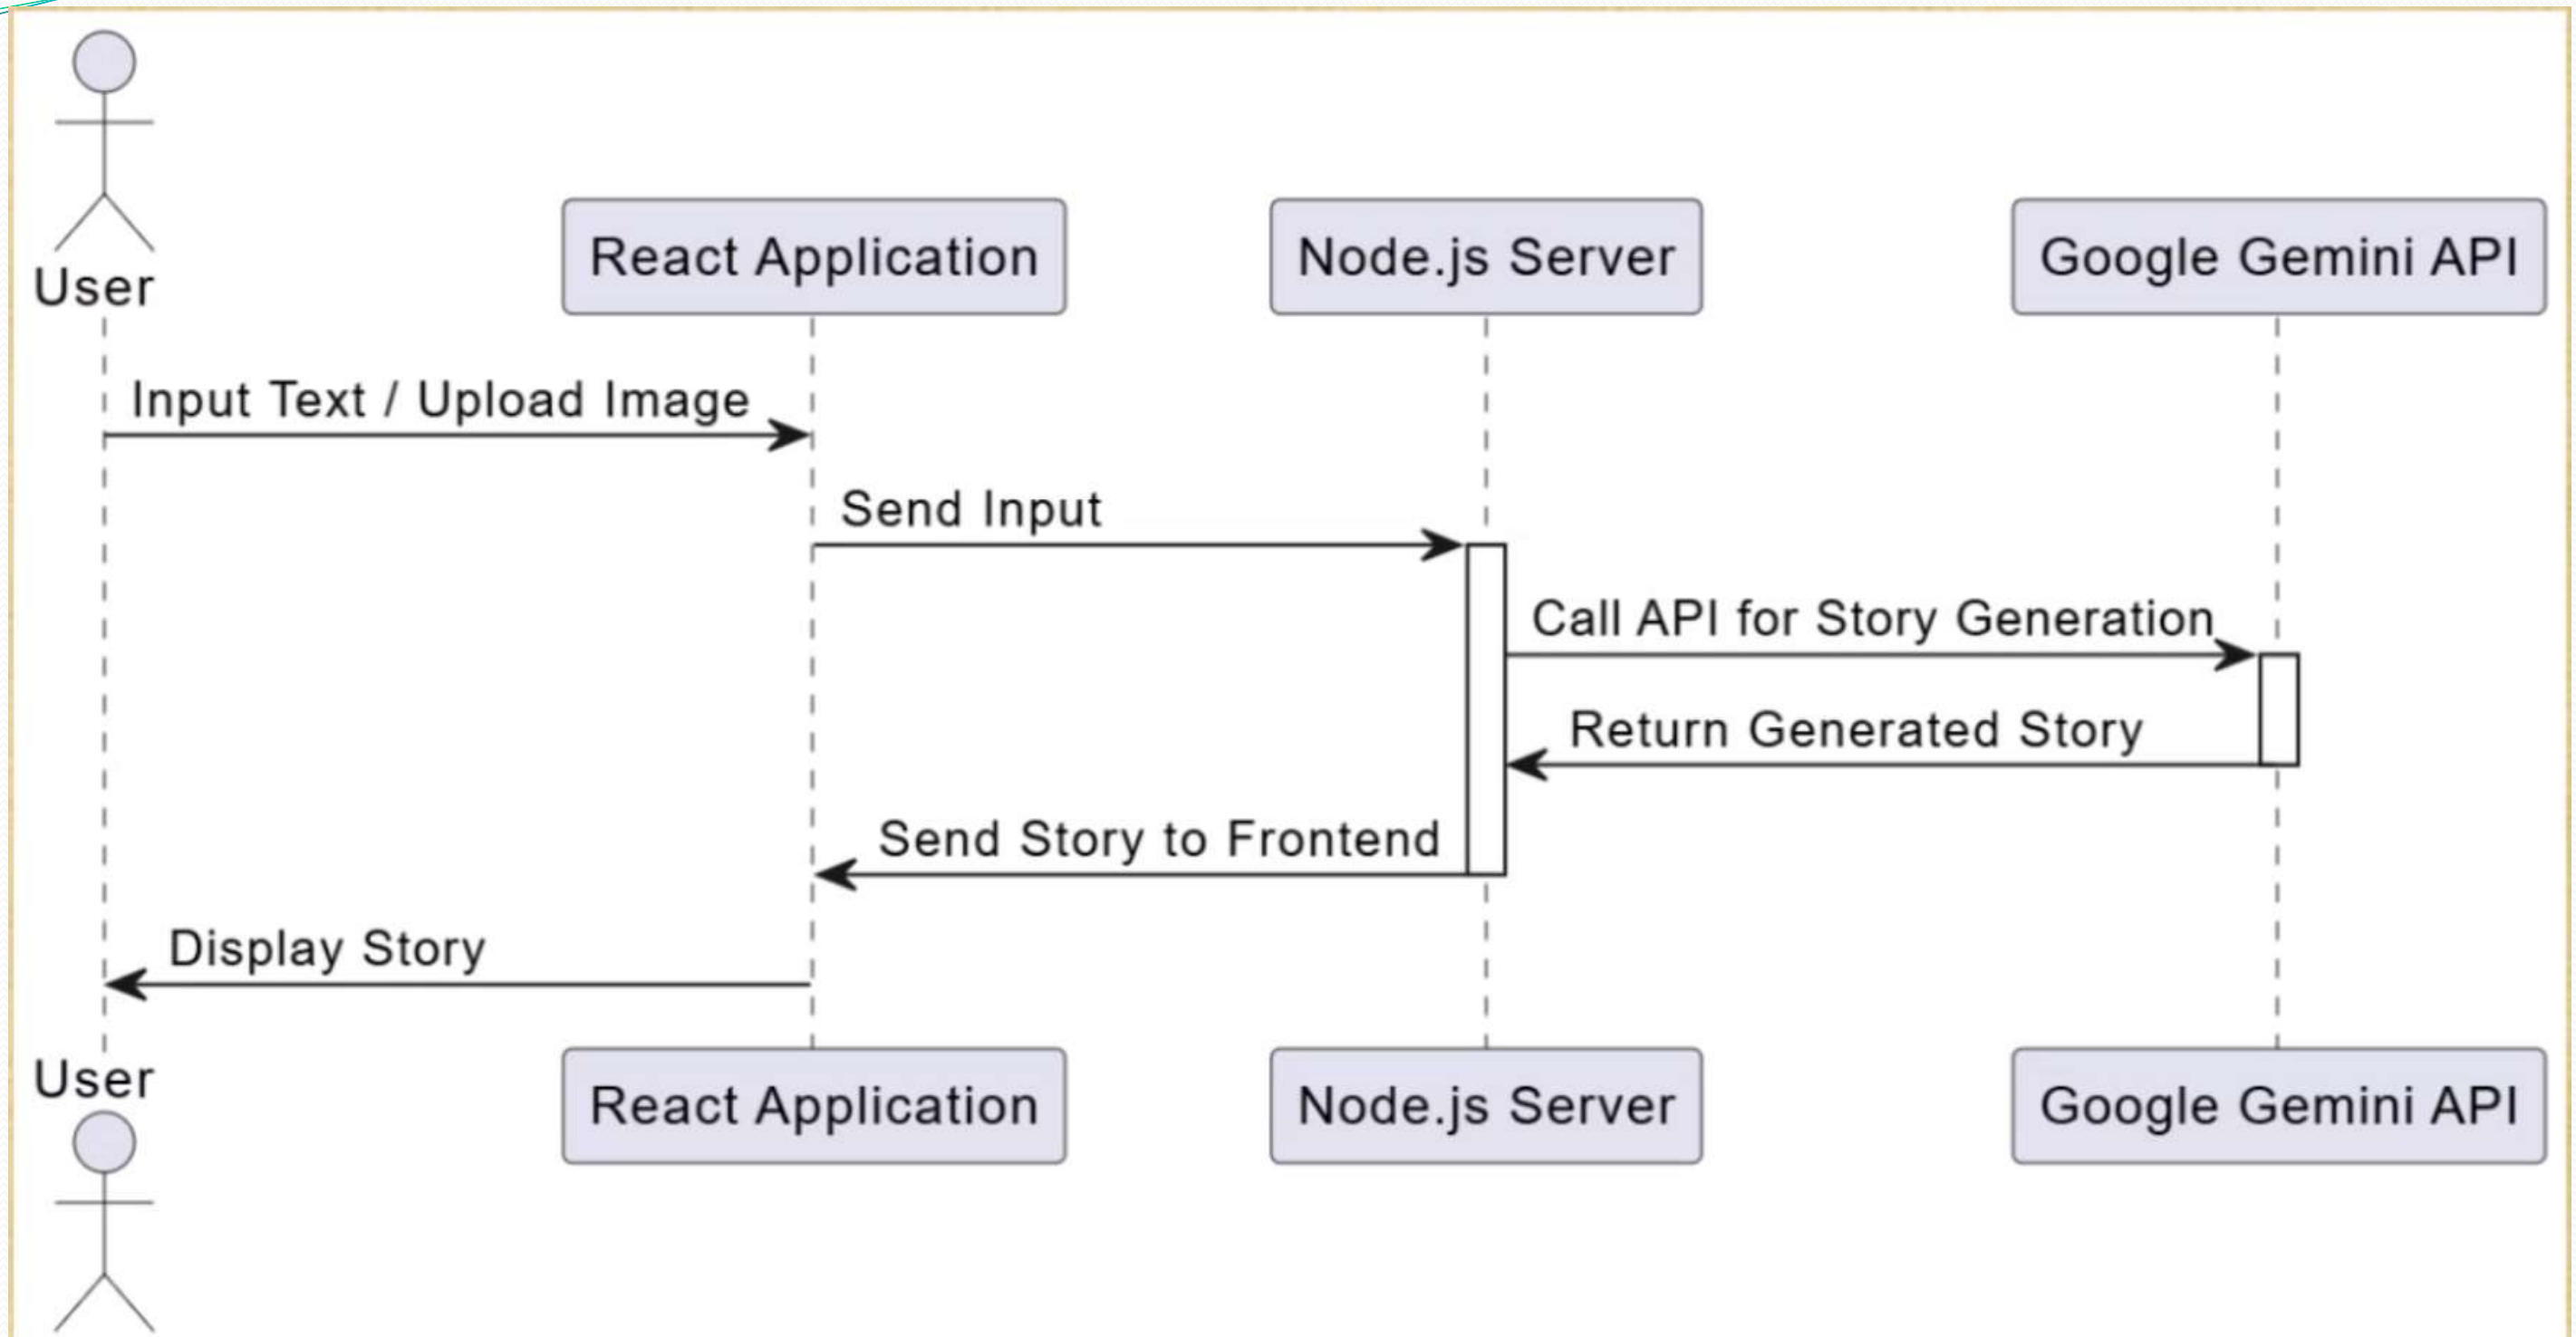 User
React Application
Node.js Server
Google Gemini API
Input Text / Upload Image
Send Input
Call API for Story Generation
Return Generated Story
Send Story to Frontend
Display Story
User
React Application
Node.js Server
Google Gemini API